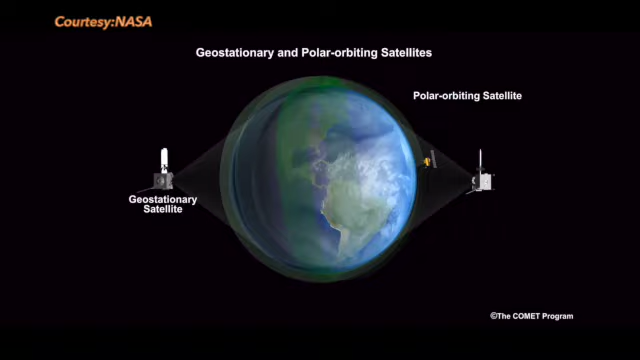 Courtesy:NASA
Geostationary and Polar-orbiting Satellites
Polar-orbiting Satellite
Geostationary
Satellite
©The COMET Program